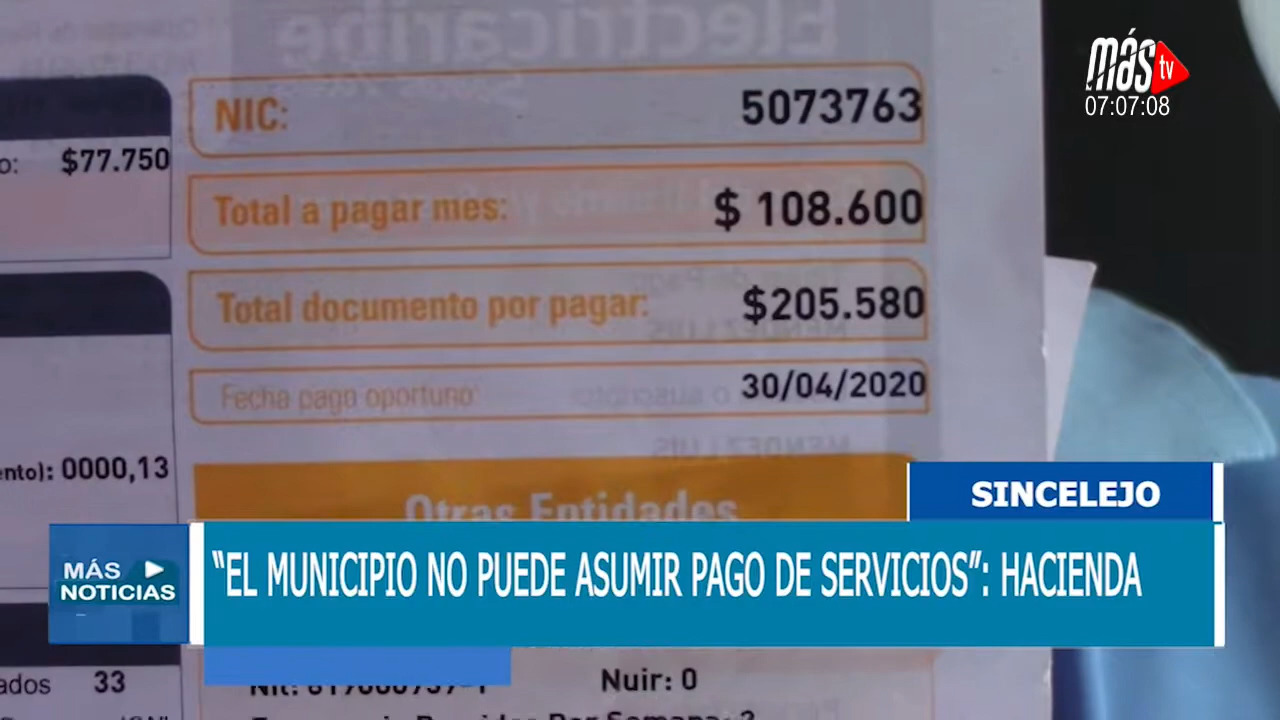 más tv
07:07:08
NIC: 5073763
$77.750
Total a pagar mes: $ 108.600
Total documento por pagar: $205.580
Fecha pago oportuno: 30/04/2020
0000,13
Otras Entidades
SINCELEJO
MÁS
NOTICIAS
“EL MUNICIPIO NO PUEDE ASUMIR PAGO DE SERVICIOS”: HACIENDA
33
Nuir: 0